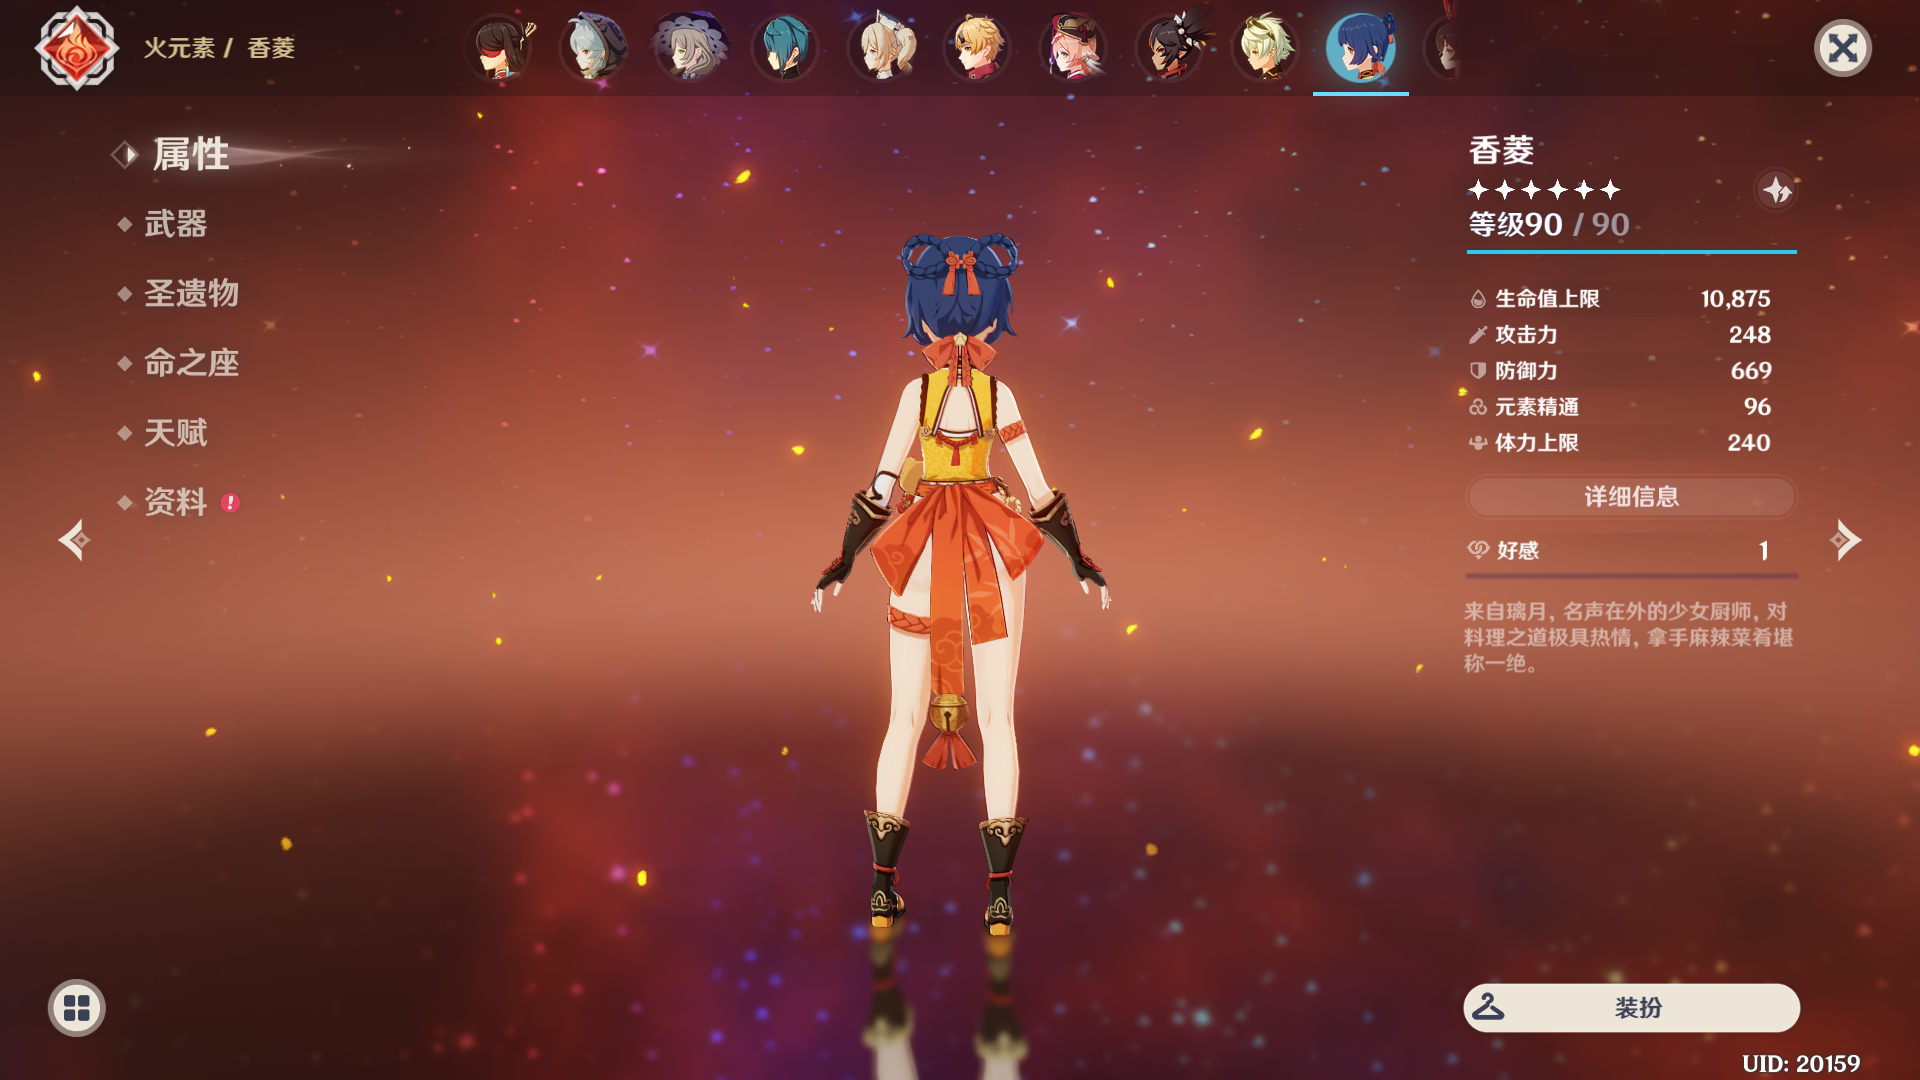 火元素 / 香菱
属性
武器
圣遗物
命之座
天赋
资料
香菱
等级90 / 90
生命值上限 10,875
攻击力 248
防御力 669
元素精通 96
体力上限 240
详细信息
好感 1
来自璃月，名声在外的少女厨师，对
料理之道极具热情，拿手麻辣菜肴堪
称一绝。
装扮
UID: 20159